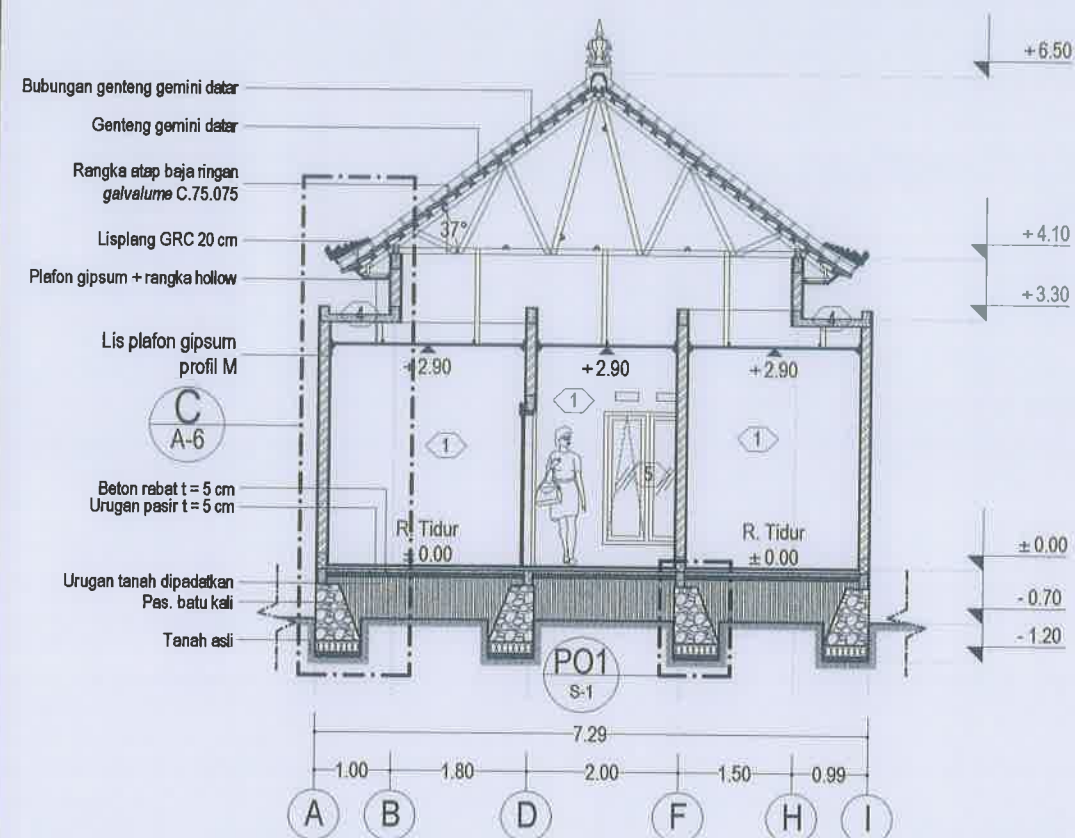 +6.50
Bubungan genteng gemini datar
Genteng gemini datar
Rangka atap baja ringan
galvalume C.75.075
37°
Lisplang GRC 20 cm
+4.10
Plafon gipsum + rangka hollow
+3.30
4
4
Lis plafon gipsum
profil M
+2.90
+2.90
+2.90
C
A-6
1
1
1
5
Beton rabat t = 5 cm
Urugan pasir t = 5 cm
R. Tidur
± 0.00
R. Tidur
± 0.00
± 0.00
Urugan tanah dipadatkan
Pas. batu kali
- 0.70
Tanah asli
- 1.20
PO1
S-1
7.29
1.00
1.80
2.00
1.50
0.99
A
B
D
F
H
I